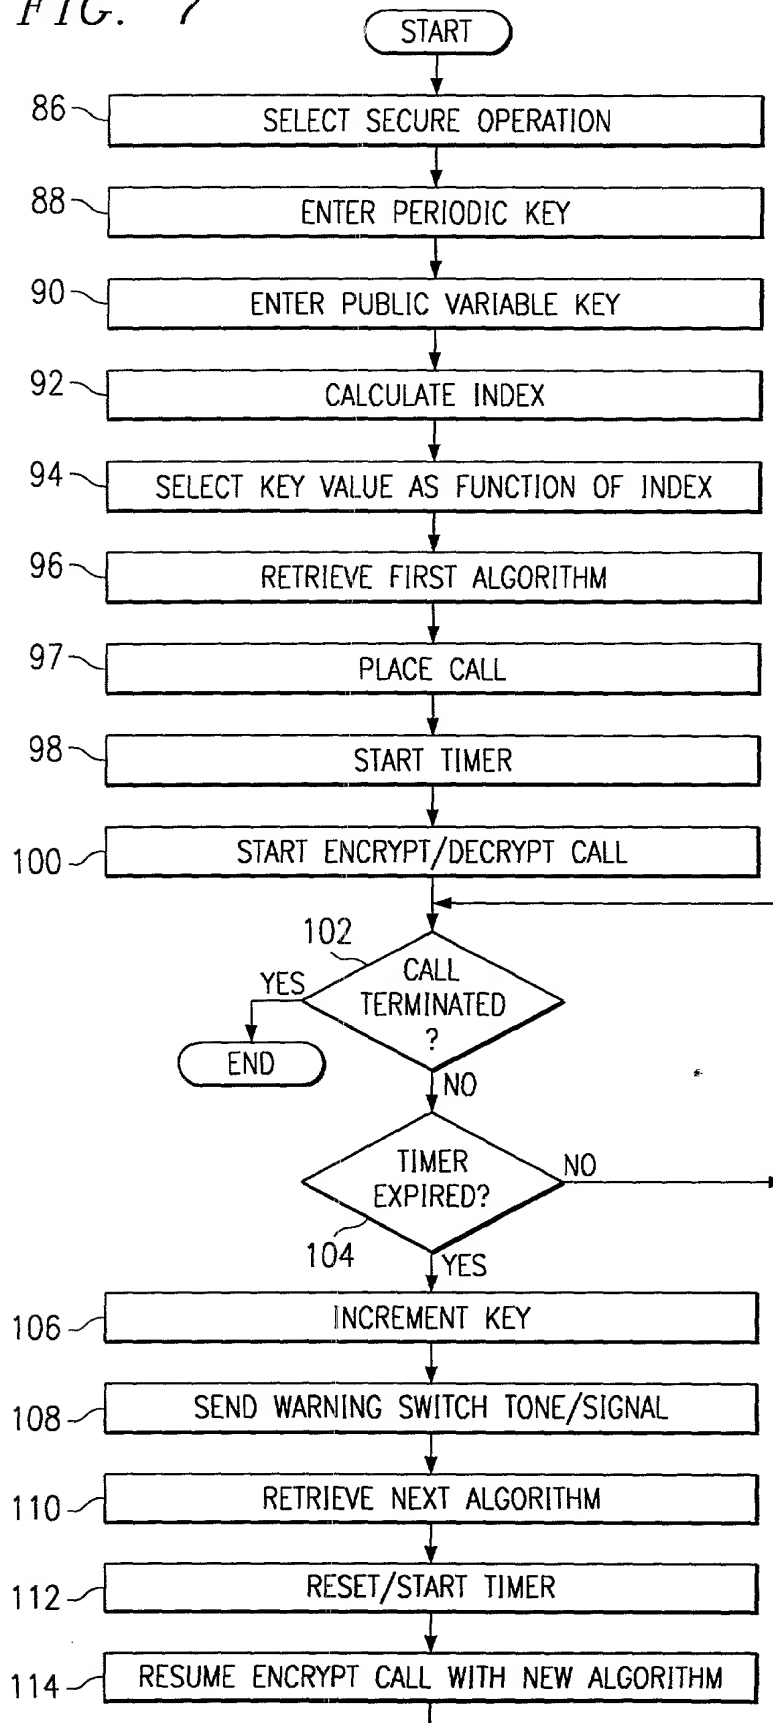 FIG. 7
START
86
SELECT SECURE OPERATION
88
ENTER PERIODIC KEY
90
ENTER PUBLIC VARIABLE KEY
92
CALCULATE INDEX
94
SELECT KEY VALUE AS FUNCTION OF INDEX
96
RETRIEVE FIRST ALGORITHM
97
PLACE CALL
98
START TIMER
100
START ENCRYPT/DECRYPT CALL
102
CALL
TERMINATED
?
YES
END
NO
TIMER
EXPIRED?
NO
104
YES
106
INCREMENT KEY
108
SEND WARNING SWITCH TONE/SIGNAL
110
RETRIEVE NEXT ALGORITHM
112
RESET/START TIMER
114
RESUME ENCRYPT CALL WITH NEW ALGORITHM